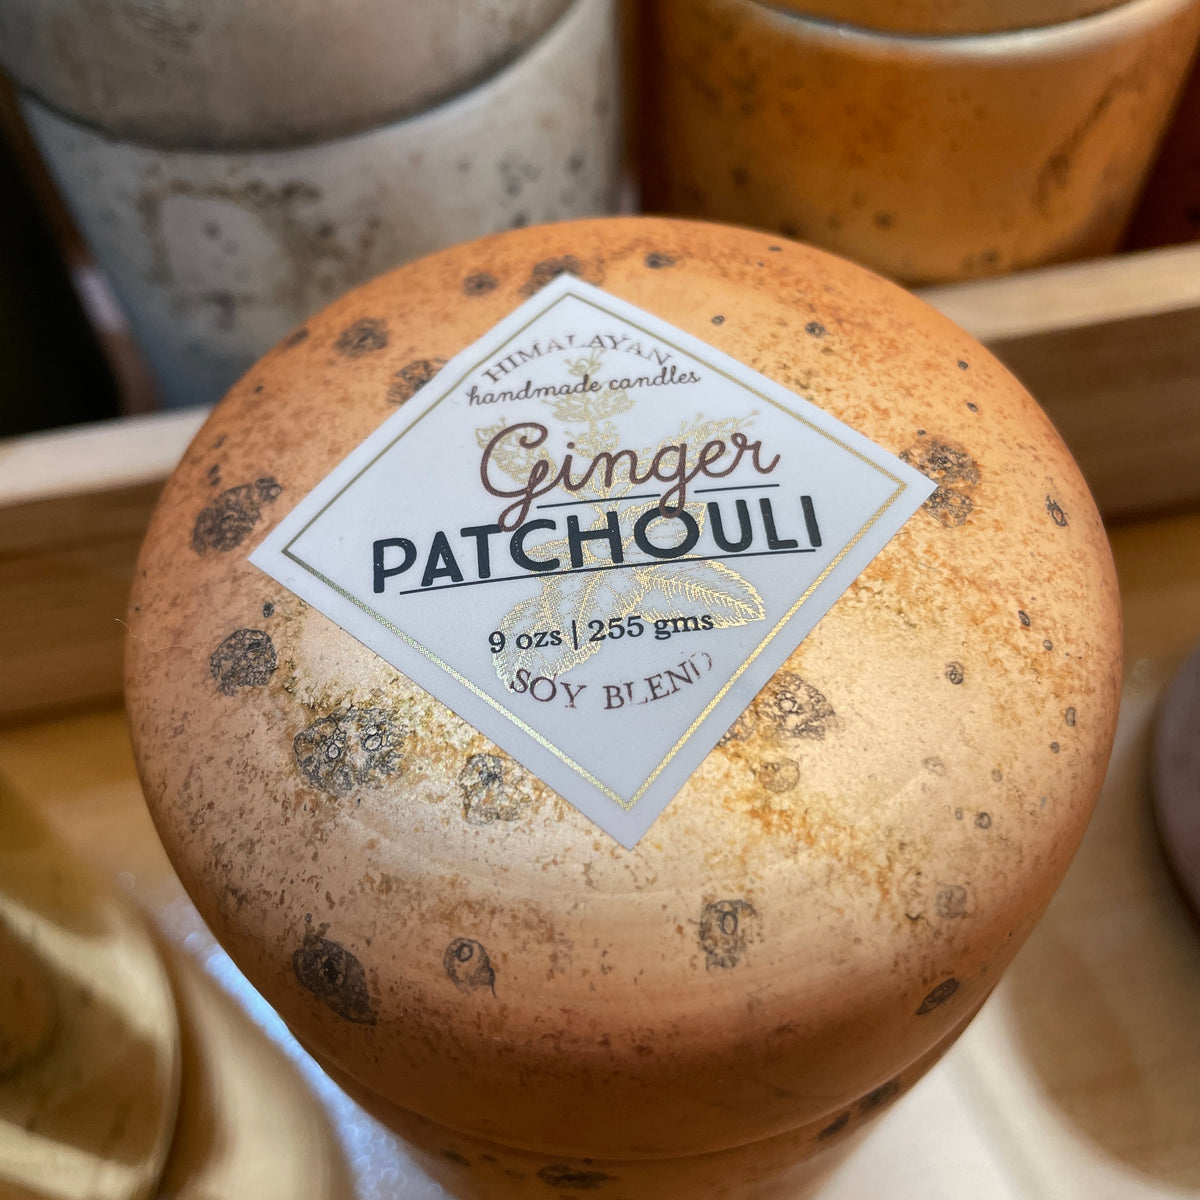 HIMALAYAN
handmade candles
Ginger
PATCHOULI
9 ozs | 255 gms
SOY BLEND